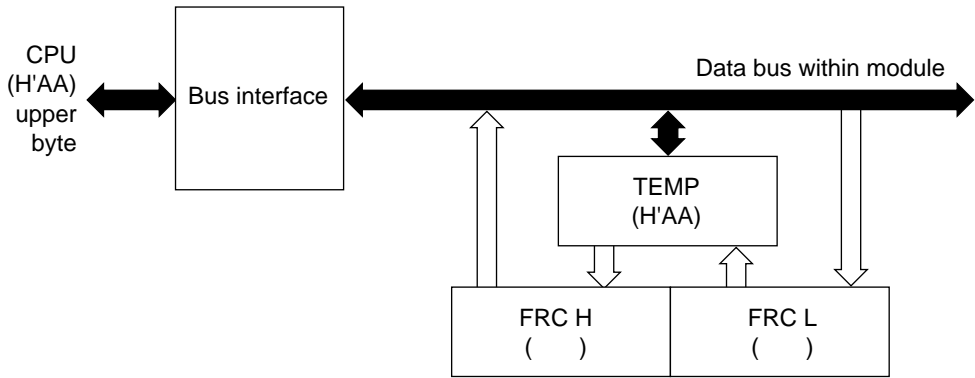 CPU
(H'AA)
upper
byte
Bus interface
Data bus within module
TEMP
(H'AA)
FRC H
( )
FRC L
( )